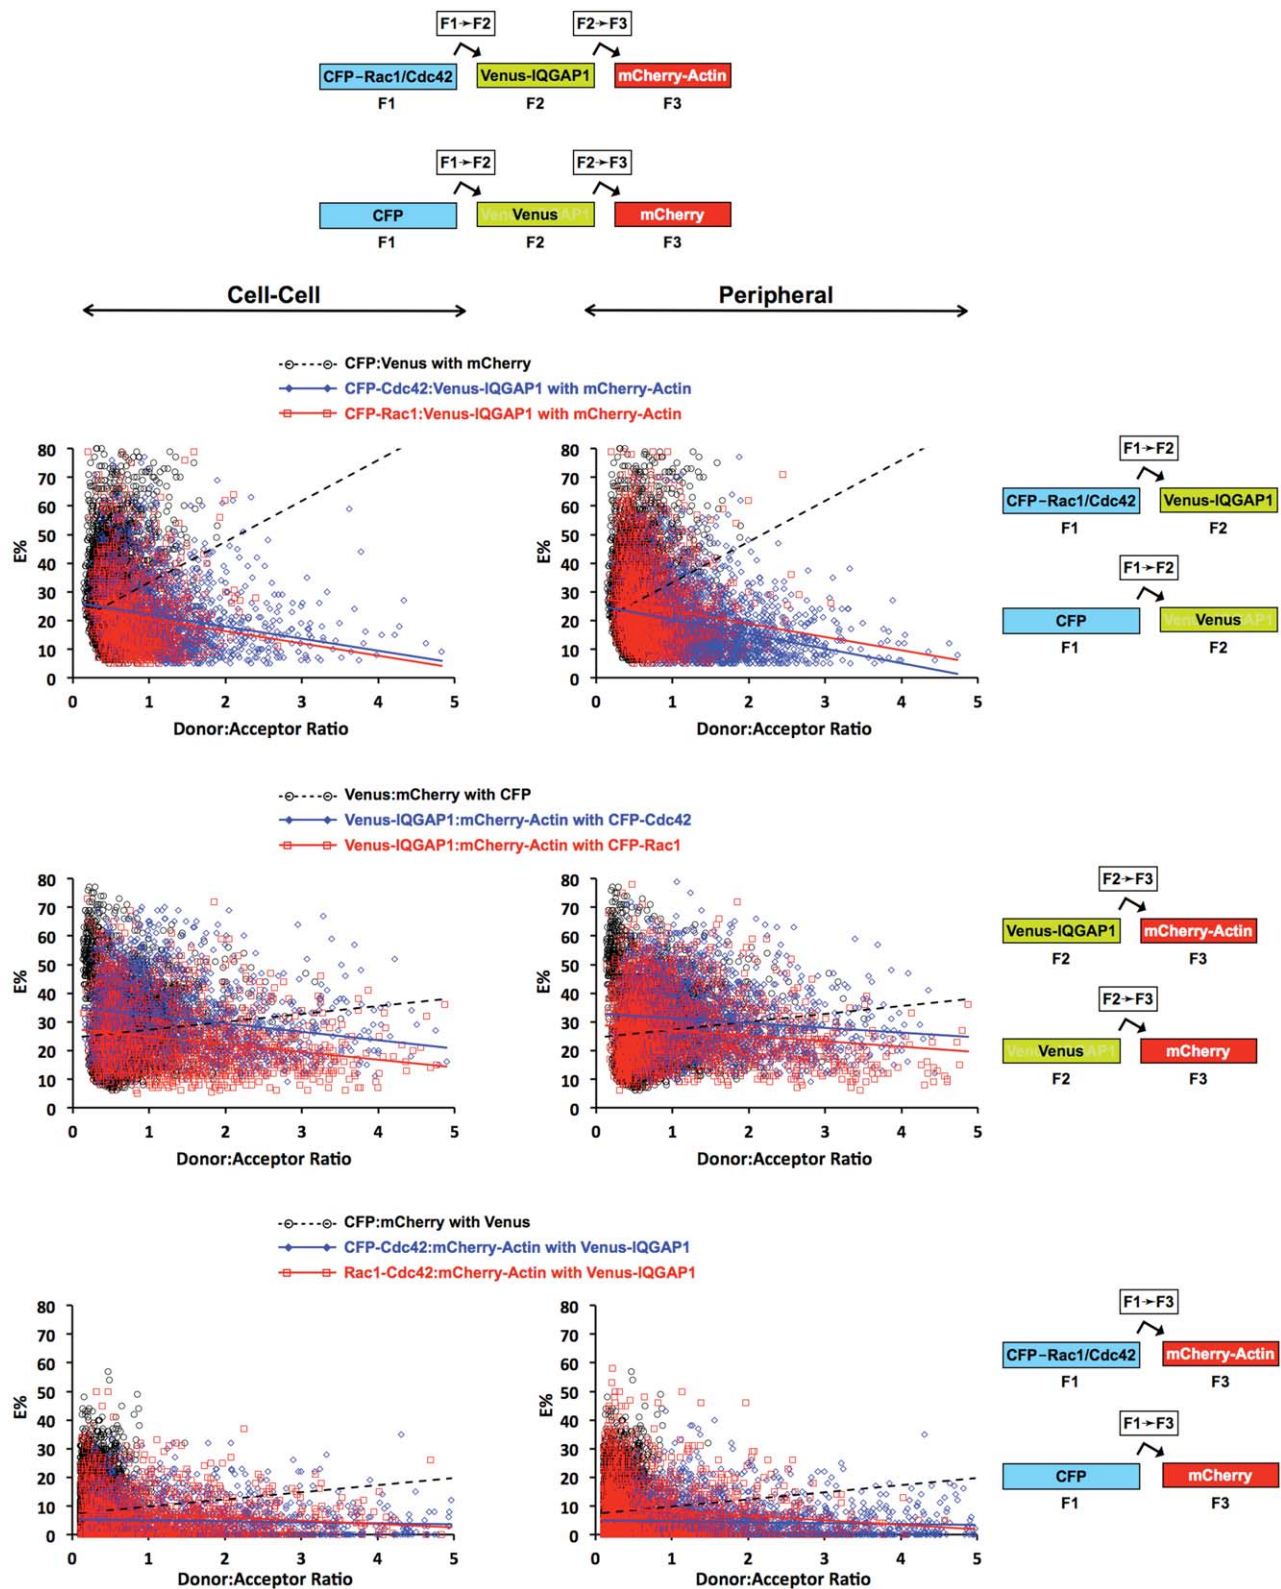 F1→F2 F2→F3
CFP–Rac1/Cdc42 Venus-IQGAP1 mCherry-Actin
F1 F2 F3
F1→F2 F2→F3
CFP Venus mCherry
F1 F2 F3
Cell-Cell Peripheral
CFP:Venus with mCherry
CFP-Cdc42:Venus-IQGAP1 with mCherry-Actin
CFP-Rac1:Venus-IQGAP1 with mCherry-Actin
E%
80
70
60
50
40
30
20
10
0
0 1 2 3 4 5
Donor:Acceptor Ratio
E%
80
70
60
50
40
30
20
10
0
0 1 2 3 4 5
Donor:Acceptor Ratio
F1→F2
CFP–Rac1/Cdc42 Venus-IQGAP1
F1 F2
F1→F2
CFP Venus
F1 F2
Venus:mCherry with CFP
Venus-IQGAP1:mCherry-Actin with CFP-Cdc42
Venus-IQGAP1:mCherry-Actin with CFP-Rac1
E%
80
70
60
50
40
30
20
10
0
0 1 2 3 4 5
Donor:Acceptor Ratio
E%
80
70
60
50
40
30
20
10
0
0 1 2 3 4 5
Donor:Acceptor Ratio
F2→F3
Venus-IQGAP1 mCherry-Actin
F2 F3
F2→F3
Venus mCherry
F2 F3
CFP:mCherry with Venus
CFP-Cdc42:mCherry-Actin with Venus-IQGAP1
Rac1-Cdc42:mCherry-Actin with Venus-IQGAP1
E%
80
70
60
50
40
30
20
10
0
0 1 2 3 4 5
Donor:Acceptor Ratio
E%
80
70
60
50
40
30
20
10
0
0 1 2 3 4 5
Donor:Acceptor Ratio
F1→F3
CFP–Rac1/Cdc42 mCherry-Actin
F1 F3
F1→F3
CFP mCherry
F1 F3